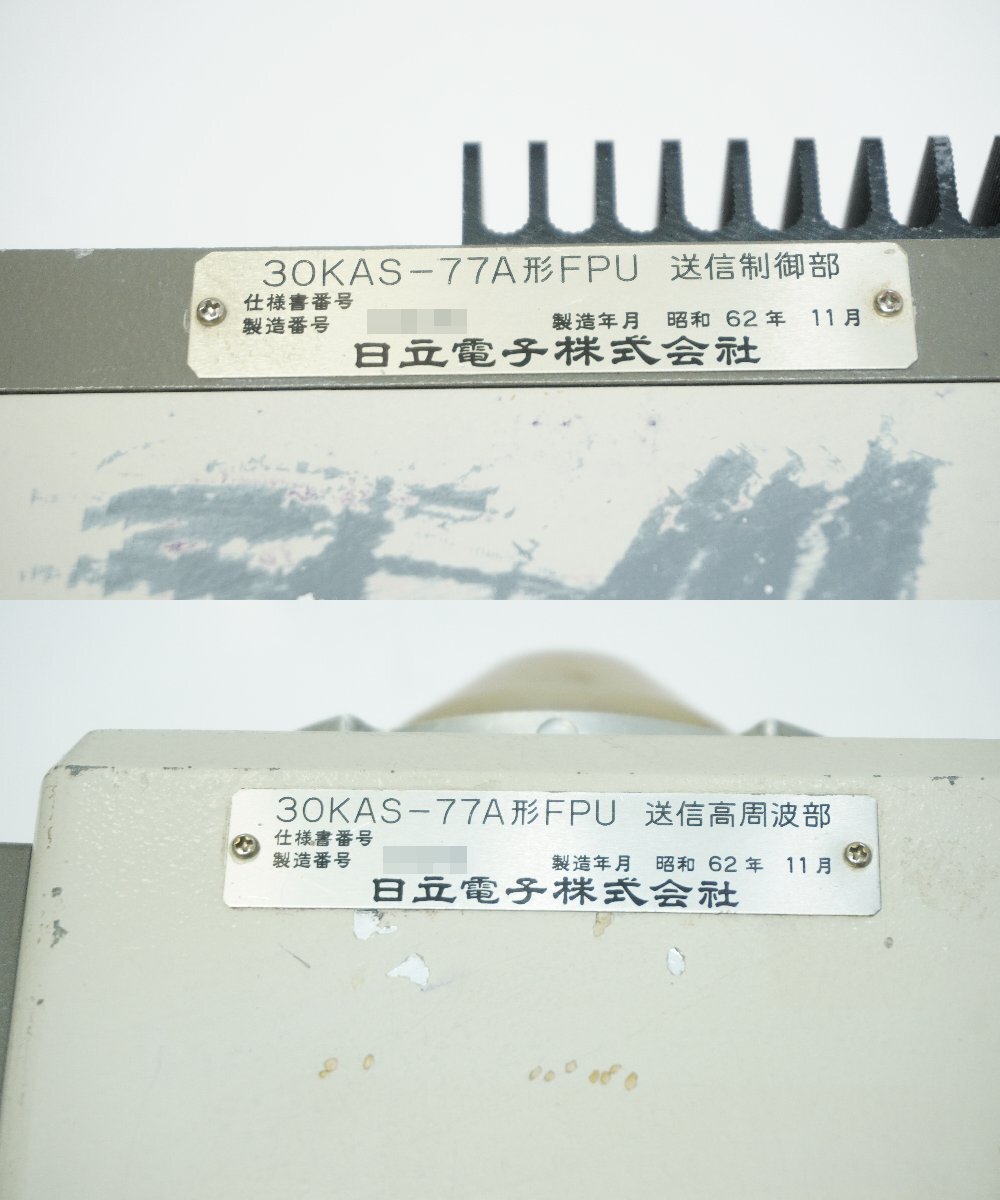 30KAS-77A形FPU 送信制御部
仕様書番号
製造番号 製造年月 昭和 62年 11月
日立電子株式会社
30KAS-77A形FPU 送信高周波部
仕様書番号
製造番号 製造年月 昭和 62年 11月
日立電子株式会社